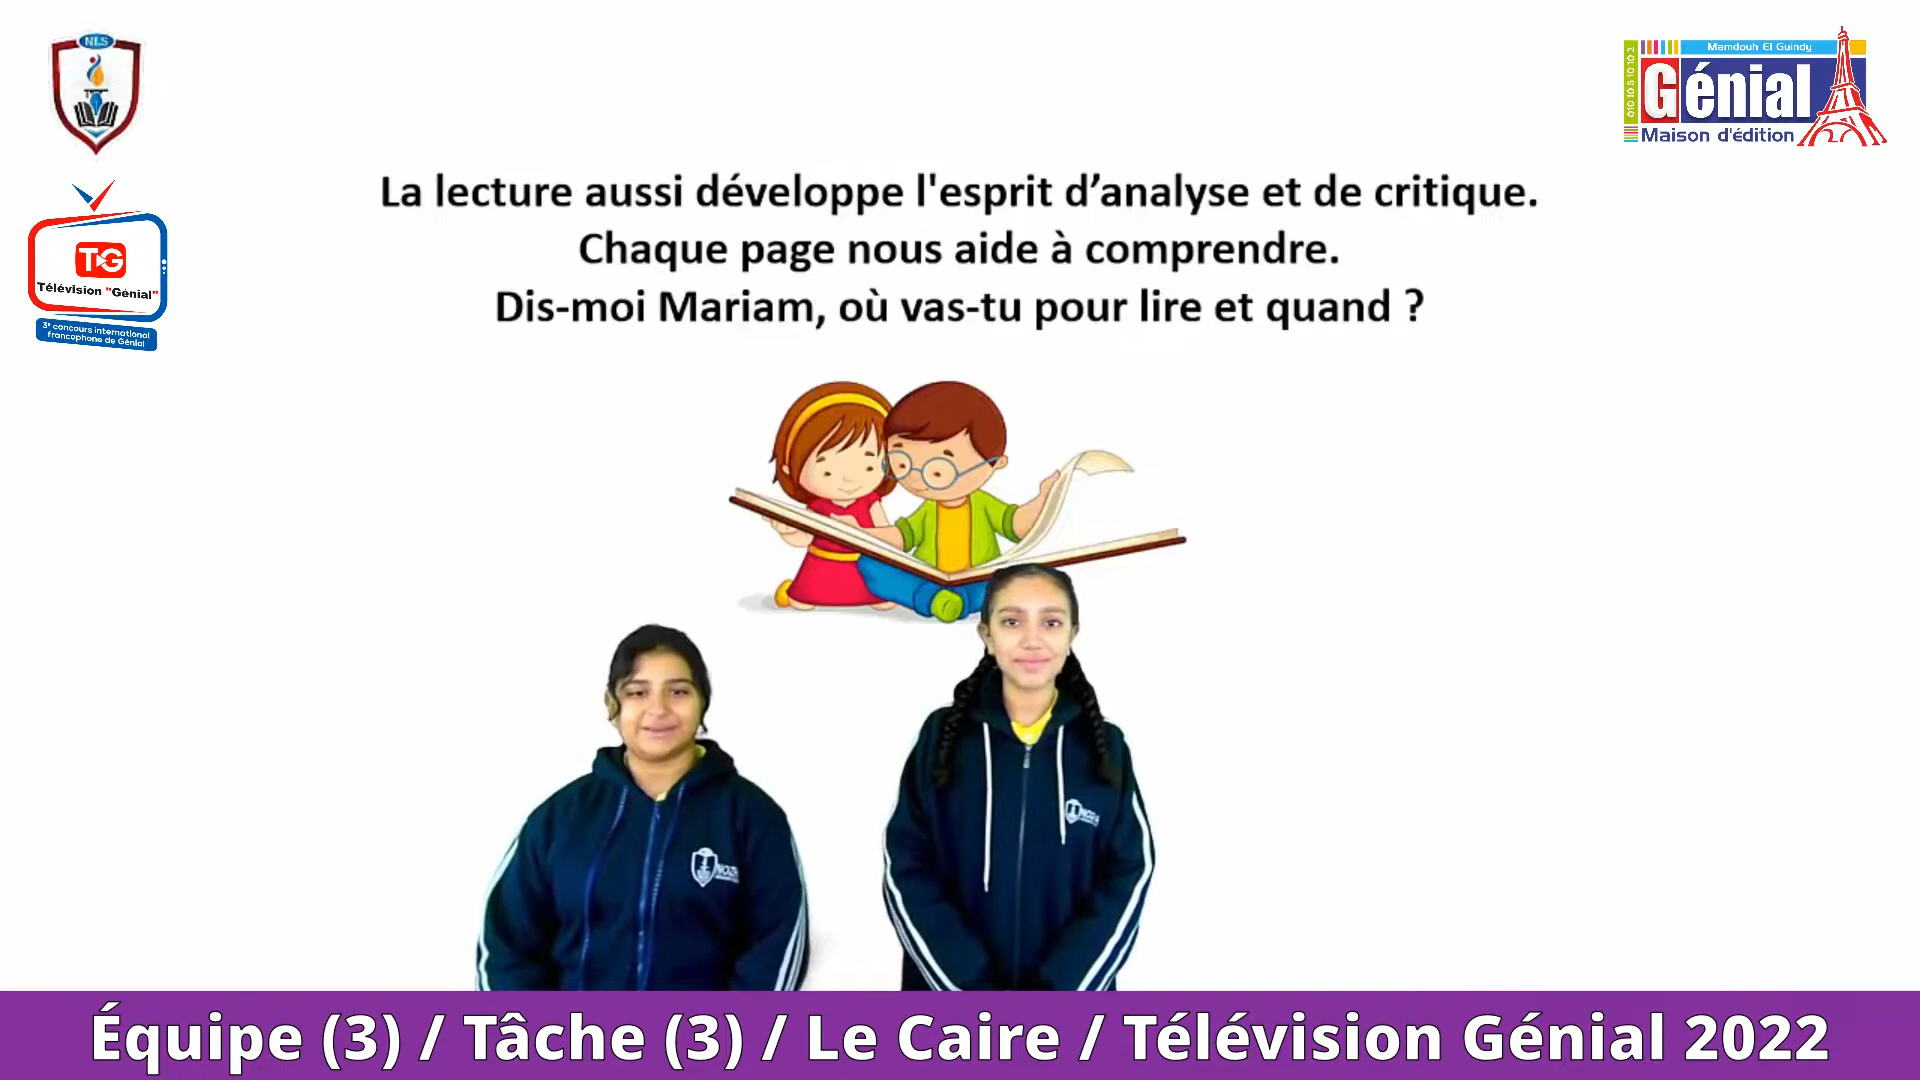 NLS
Mamdouh El Guindy
Génial
Maison d'édition
La lecture aussi développe l'esprit d’analyse et de critique.
Chaque page nous aide à comprendre.
Dis-moi Mariam, où vas-tu pour lire et quand ?
TG
Télévision "Génial"
3e concours international
francophone de Génial
Équipe (3) / Tâche (3) / Le Caire / Télévision Génial 2022